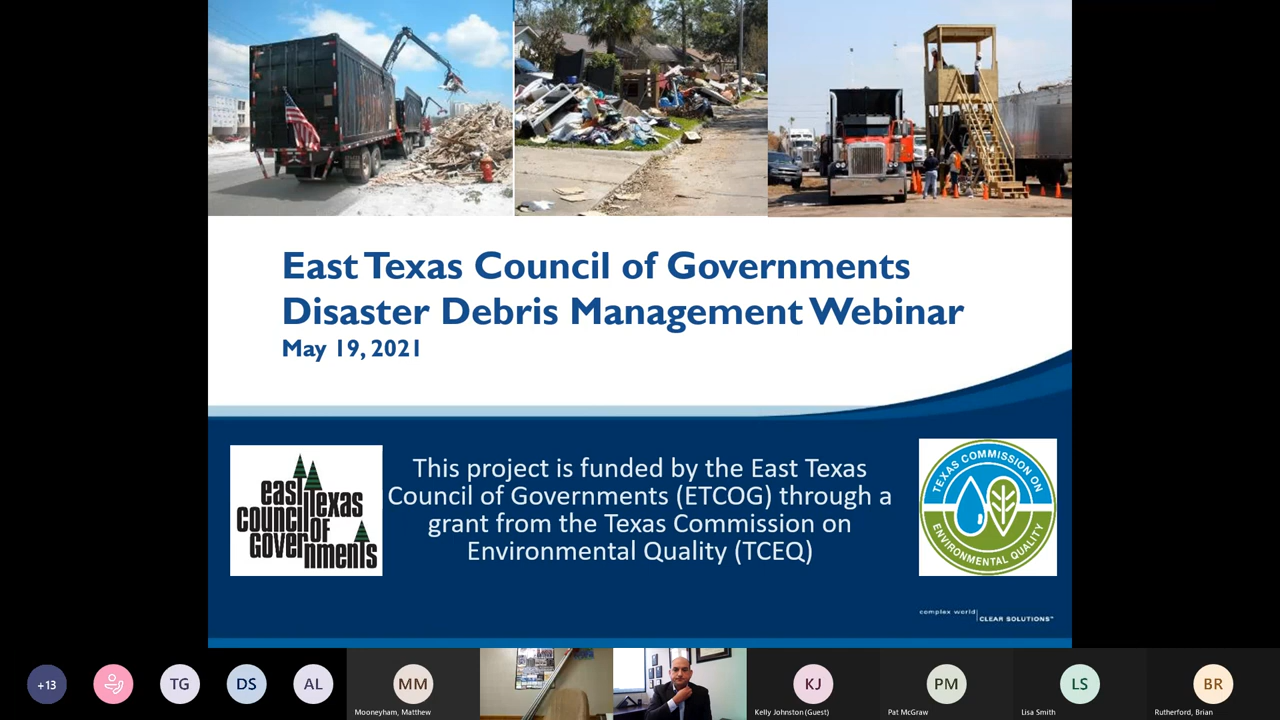 East Texas Council of Governments
Disaster Debris Management Webinar
May 19, 2021
east texas
council of
governments
This project is funded by the East Texas
Council of Governments (ETCOG) through a
grant from the Texas Commission on
Environmental Quality (TCEQ)
TEXAS COMMISSION ON
ENVIRONMENTAL QUALITY
complex world
CLEAR SOLUTIONS™
+13
TG
DS
AL
MM
Mooneyham, Matthew
KJ
Kelly Johnston (Guest)
PM
Pat McGraw
LS
Lisa Smith
BR
Rutherford, Brian